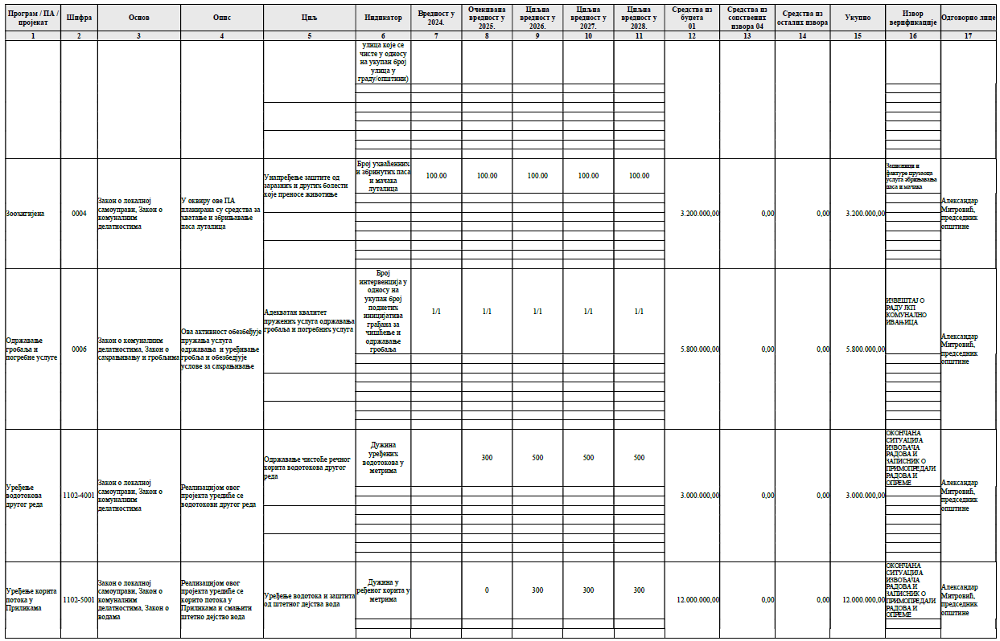 Програм / ПА / пројекат Шифра Основ Опис Циљ Индикатор Вредност у 2024. Очекивана вредност у 2025. Циљна вредност у 2026. Циљна вредност у 2027. Циљна вредност у 2028. Средства из буџета 01 Средства из сопствених извора 04 Средства из осталих извора Укупно Извор верификације Одговорно лице
1 2 3 4 5 6 7 8 9 10 11 12 13 14 15 16 17
улица које се
чисте у односу
на укупан број
улица у
граду/општини)
Зоохигијена
0004
Закон о локалној
самоуправи, Закон о
комуналним
делатностима
У оквиру ове ПА
планирана су средства за
хватање и збрињавање
паса луталица
Унапређење заштите од
заразних и других болести
које преносе животиње
Број ухваћенних
и збринутих паса
и мачака
луталица
100.00 100.00 100.00 100.00 100.00
3.200.000,00 0,00 0,00 3.200.000,00
Записници и
фактуре пружаоца
услуга збрињавања
паса и мачака
Александар
Митровић,
председник
општине
Одржавање
гробаља и
погребне услуге
0006
Закон о комуналним
делатностима, Закон о
сахрањивању и гробљима
Ова активност обезбеђује
пружања услуга
одржавања и уређивање
гробља и обезбедјује
услове за сахрањивање
Адекватан квалитет
пружених услуга одржавања
гробаља и погребних услуга
Број
интервенција у
односу на
укупан број
поднетих
иницијатива
грађана за
чишћење и
одржавање
гробаља
1/1 1/1 1/1 1/1 1/1
5.800.000,00 0,00 0,00 5.800.000,00
ИЗВЕШТАЈ О
РАДУ ЈКП
КОМУНАЛНО
ИВАЊИЦА
Александар
Митровић,
председник
општине
Уређење
водотокова
другог реда
1102-4001
Закон о локалној
самоуправи, Закон о
комуналним
делатностима
Реализацијом овог
пројекта уредиће се
водотокови другог реда
Одржавање чистоће речног
корита водотокова другог
реда
Дужина
уређених
водотокова у
метрима
300 500 500 500
3.000.000,00 0,00 0,00 3.000.000,00
ОКОНЧАНА
СИТУАЦИЈА
ИЗВОЂАЧА
РАДОВА И
ЗАПИСНИК О
ПРИМОПРЕДАЈИ
РАДОВА И
ОПРЕМЕ
Александар
Митровић,
председник
општине
Уређење корита
потока у
Приликама
1102-5001
Закон о локалној
самоуправи, Закон о
комуналним
делатностима, Закон о
водама
Реализацијом овог
пројекта уредиће се
корито потока у
Приликама и смањити
штетно дејство вода
Уређење водотока и заштита
од штетног дејства вода
Дужина у
ређеног корита у
метрима
0 300 300 300
12.000.000,00 0,00 0,00 12.000.000,00
ОКОНЧАНА
СИТУАЦИЈА
ИЗВОЂАЧА
РАДОВА И
ЗАПИСНИК О
ПРИМОПРЕДАЈИ
РАДОВА И
ОПРЕМЕ
Александар
Митровић,
председник
општине